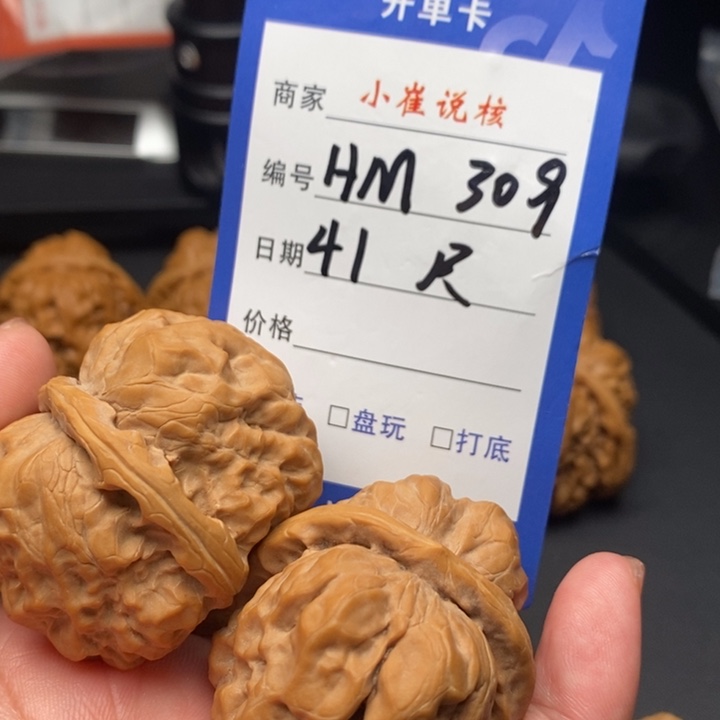 开单卡
商家 小崔说核
编号 HM 309
日期 41 尺
价格
□盘玩 □打底